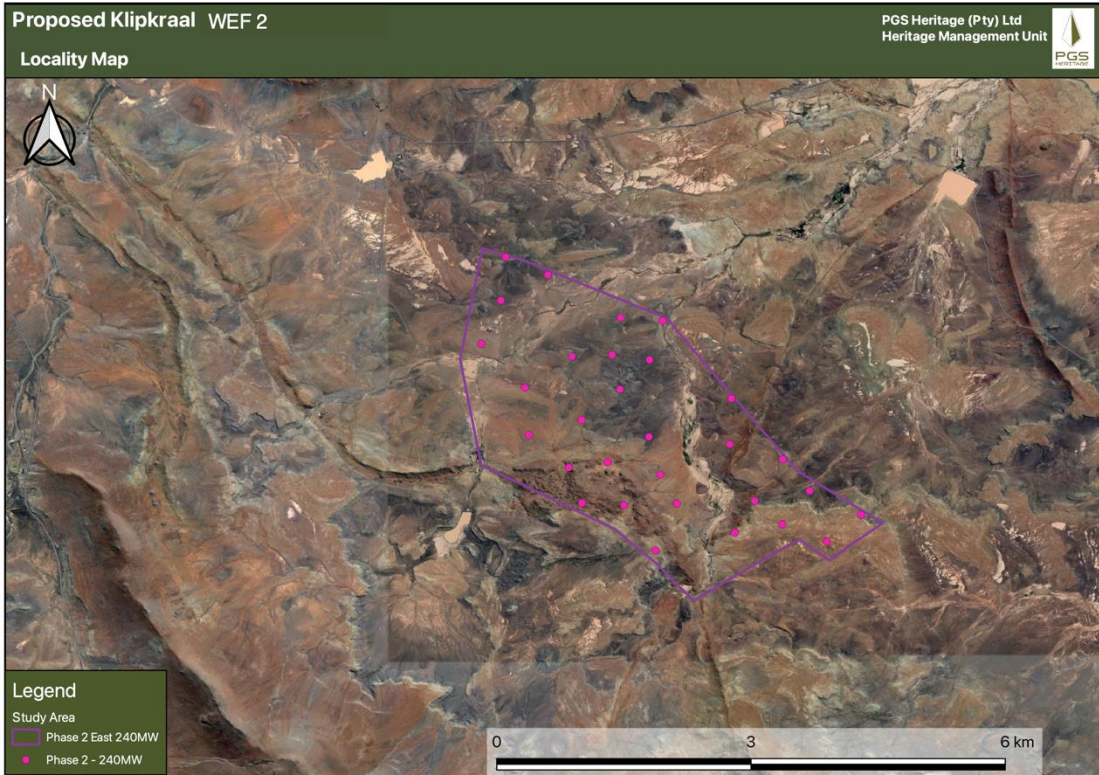 Proposed Klipkraal WEF 2
PGS Heritage (Pty) Ltd
Heritage Management Unit
PGS
HERITAGE
Locality Map
N
Legend
Study Area
Phase 2 East 240MW
Phase 2 - 240MW
0 3 6 km